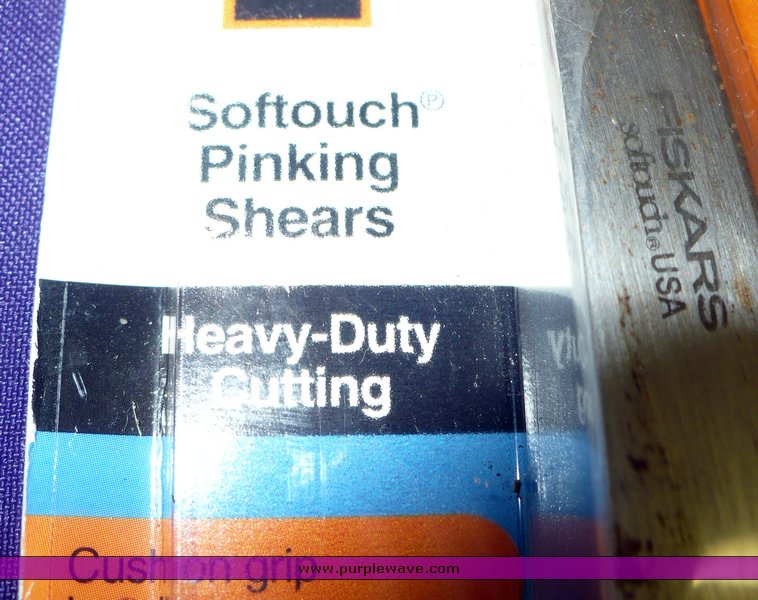 Softouch®
Pinking
Shears
Heavy-Duty
Cutting
Cushion grip
FISKARS
softouch® USA
www.purplewave.com